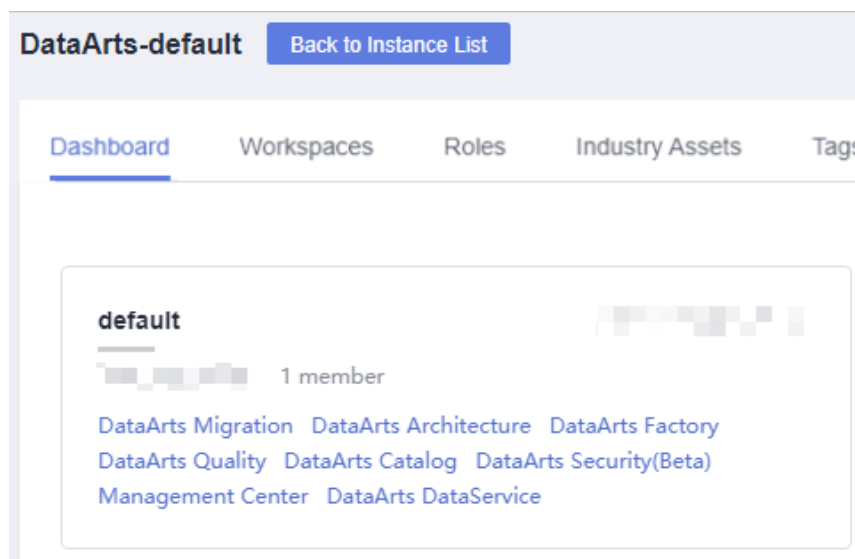 DataArts-default Back to Instance List
Dashboard Workspaces Roles Industry Assets Tags
default
1 member
DataArts Migration DataArts Architecture DataArts Factory
DataArts Quality DataArts Catalog DataArts Security(Beta)
Management Center DataArts DataService